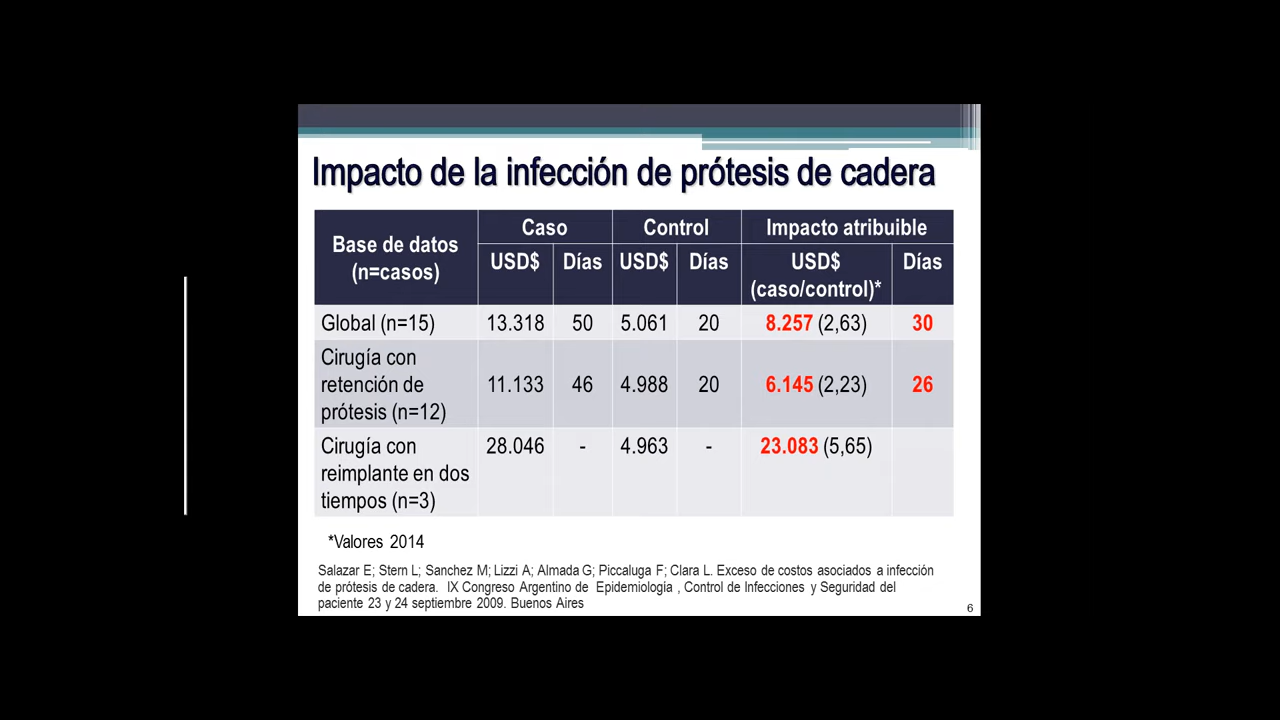 Impacto de la infección de prótesis de cadera
Base de datos (n=casos) Caso Control Impacto atribuible
USD$ Días USD$ Días USD$ (caso/control)* Días
Global (n=15) 13.318 50 5.061 20 8.257 (2,63) 30
Cirugía con
retención de 11.133 46 4.988 20 6.145 (2,23) 26
prótesis (n=12)
Cirugía con 28.046 - 4.963 - 23.083 (5,65)
reimplante en dos
tiempos (n=3)
*Valores 2014
Salazar E; Stern L; Sanchez M; Lizzi A; Almada G; Piccaluga F; Clara L. Exceso de costos asociados a infección
de prótesis de cadera. IX Congreso Argentino de Epidemiología , Control de Infecciones y Seguridad del
paciente 23 y 24 septiembre 2009. Buenos Aires
6